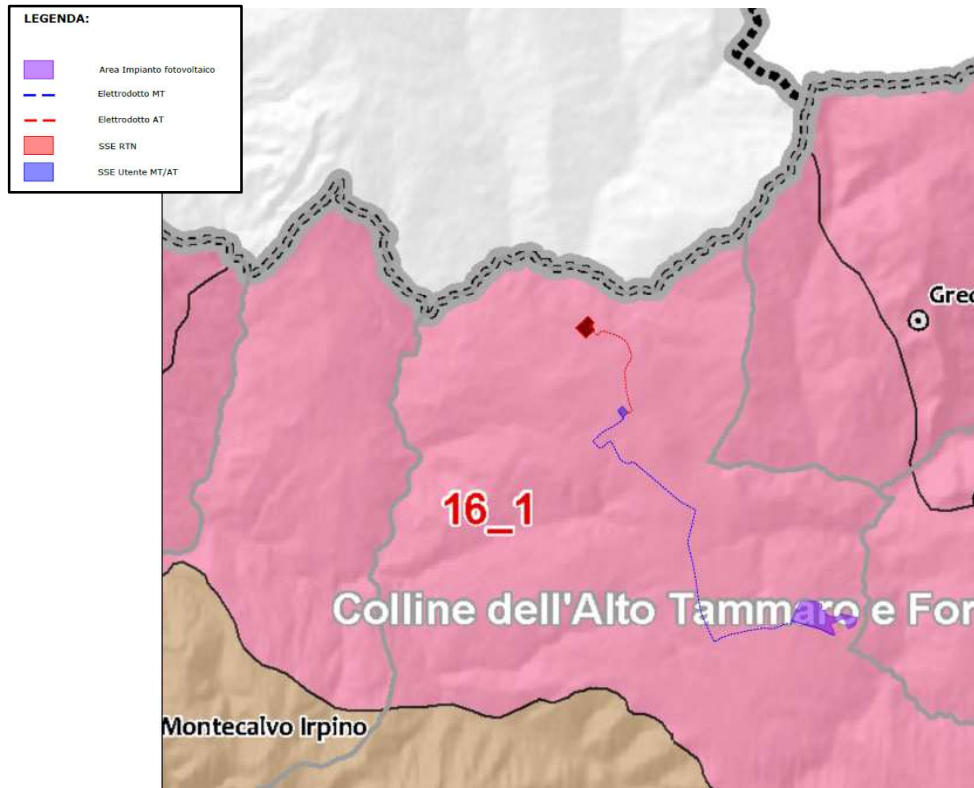 LEGENDA:
Area Impianto fotovoltaico
Elettrodotto MT
Elettrodotto AT
SSE RTN
SSE Utente MT/AT
Grec
16_1
Colline dell'Alto Tammaro e For
Montecalvo Irpino